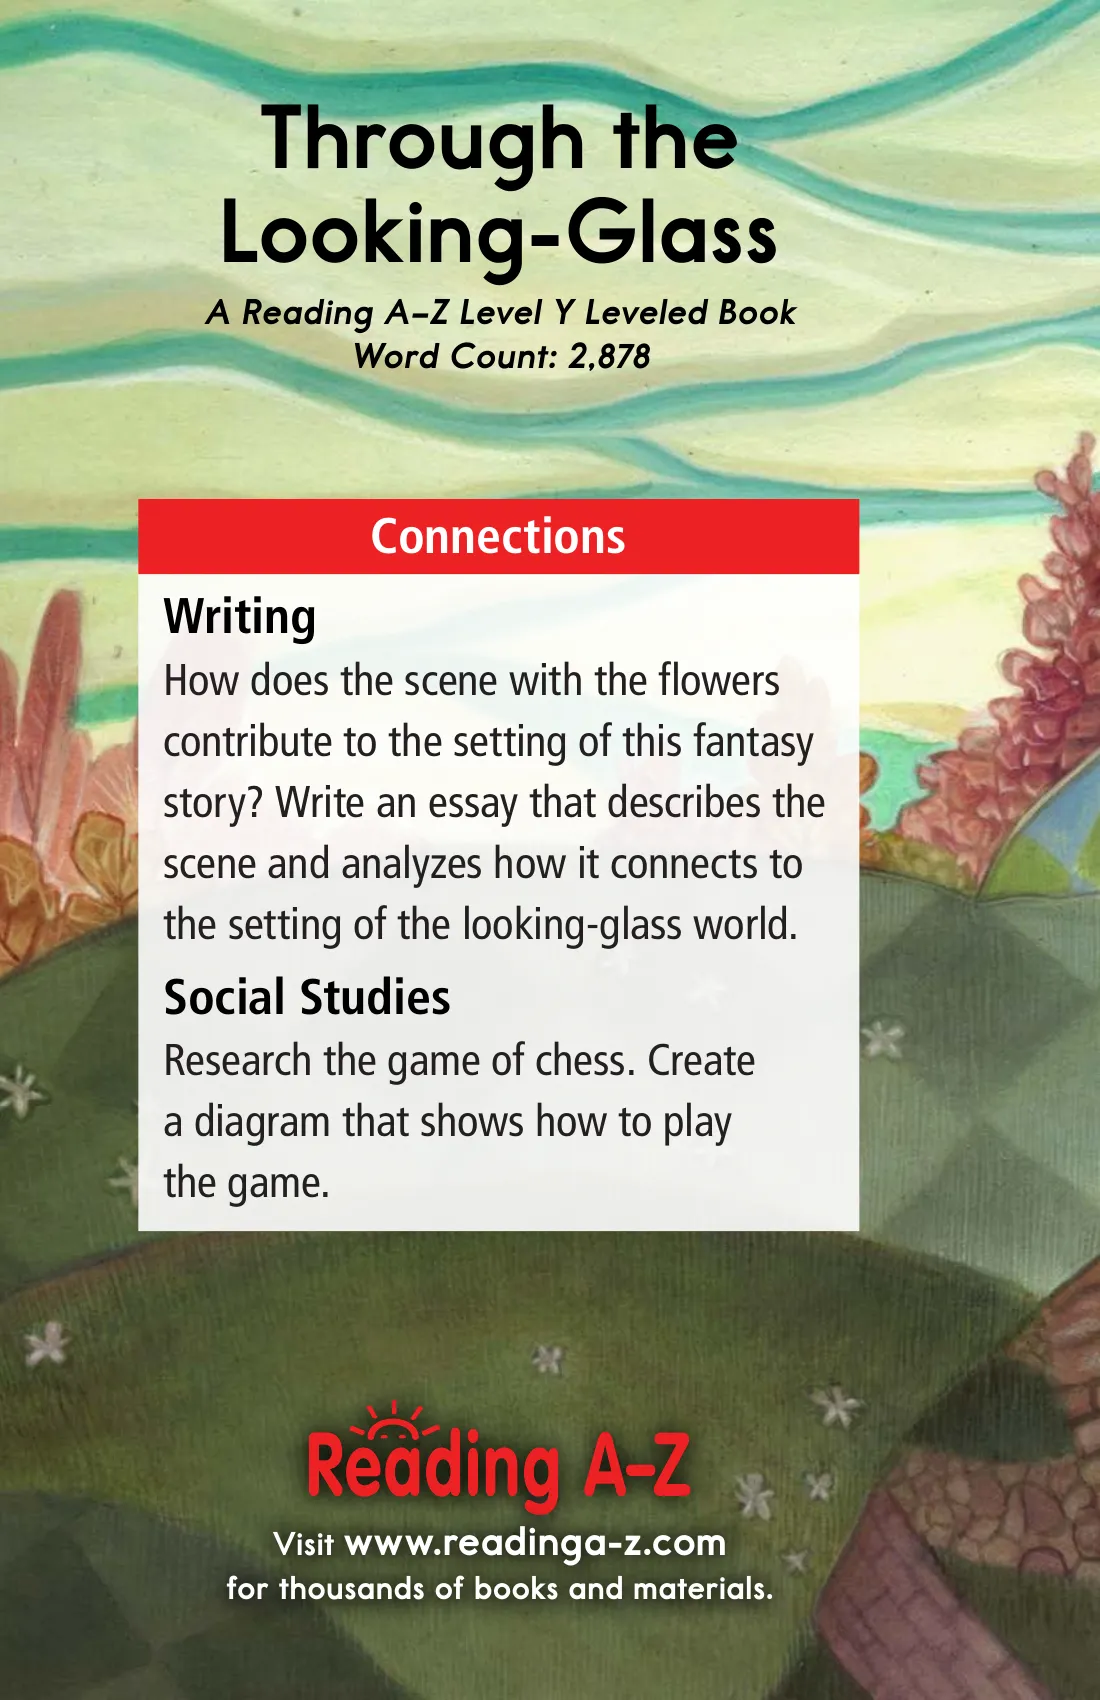 Through the
Looking-Glass
A Reading A–Z Level Y Leveled Book
Word Count: 2,878
Connections
Writing
How does the scene with the flowers
contribute to the setting of this fantasy
story? Write an essay that describes the
scene and analyzes how it connects to
the setting of the looking-glass world.
Social Studies
Research the game of chess. Create
a diagram that shows how to play
the game.
Reading A–Z
Visit www.readinga-z.com
for thousands of books and materials.